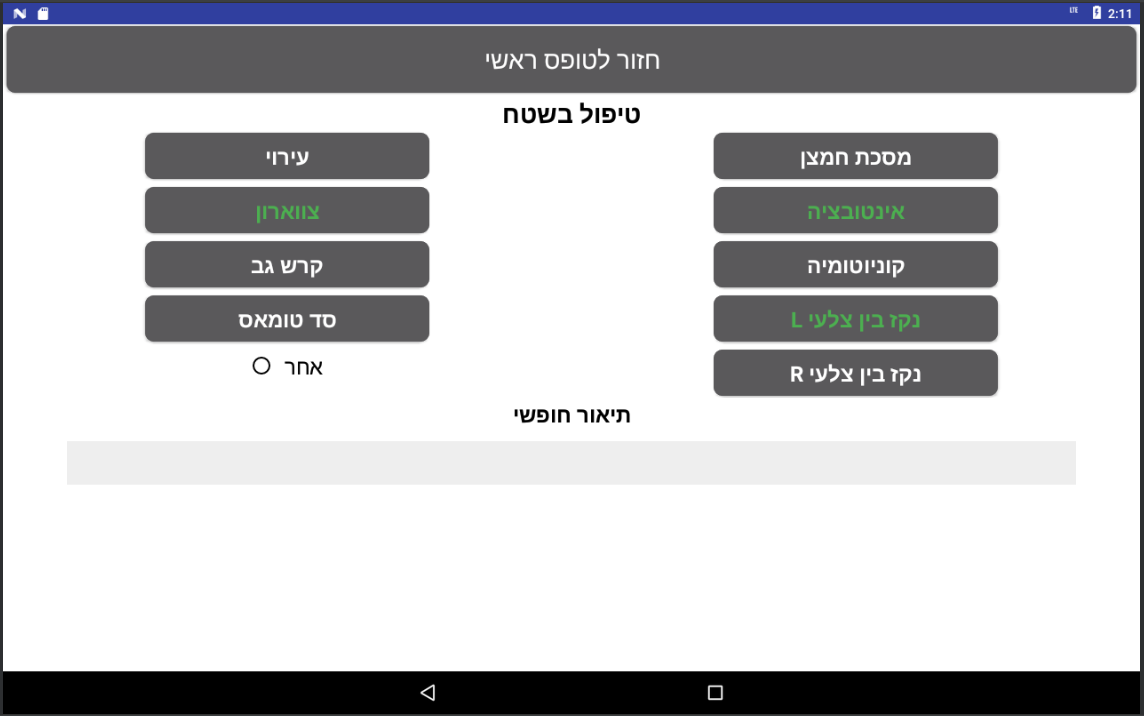 LTE 2:11
חזור לטופס ראשי
טיפול בשטח
מסכת חמצן
עירוי
אינטובציה
צווארון
קוניוטומיה
קרש גב
נקז בין צלעי L
סד טומאס
נקז בין צלעי R
אחר
תיאור חופשי